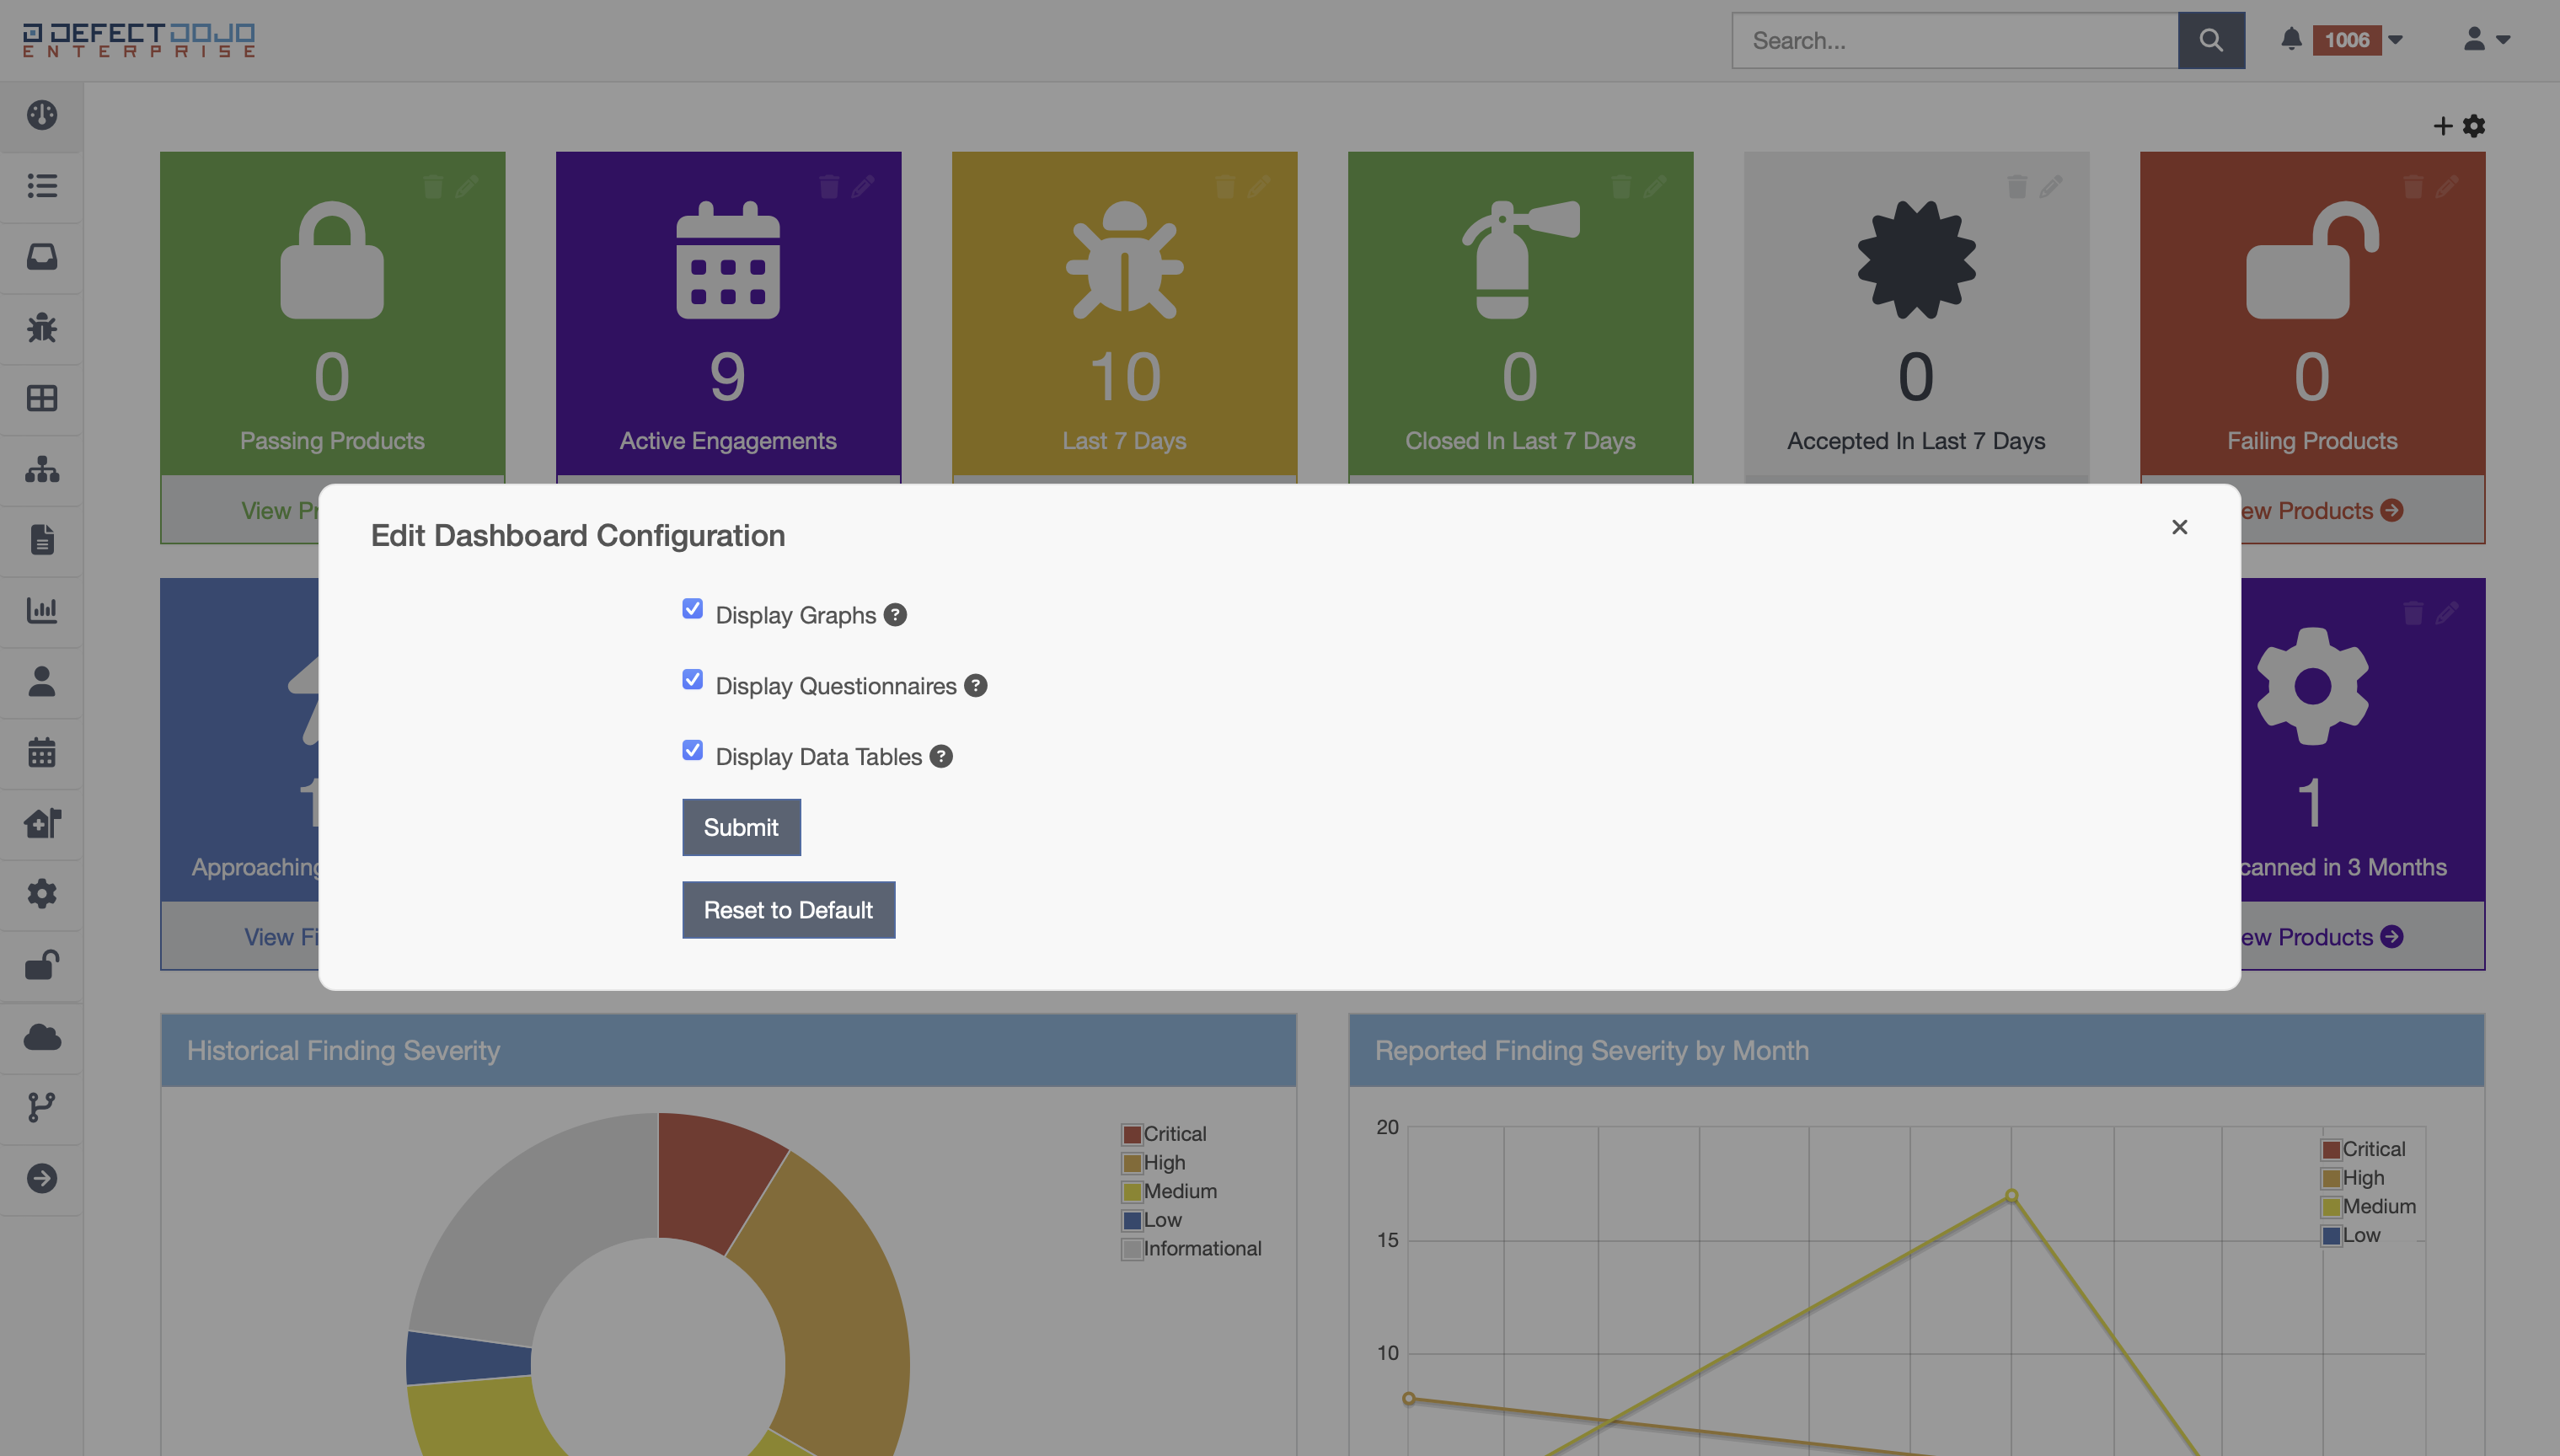 DEFECTDOJO
ENTERPRISE
Search...
1006
0
Passing Products
View Pr
9
Active Engagements
10
Last 7 Days
0
Closed In Last 7 Days
0
Accepted In Last 7 Days
0
Failing Products
ew Products
Edit Dashboard Configuration
Display Graphs ?
Display Questionnaires ?
Display Data Tables ?
Submit
Reset to Default
1
Approaching
View Fi
1
canned in 3 Months
ew Products
Historical Finding Severity
Critical
High
Medium
Low
Informational
Reported Finding Severity by Month
20
15
10
Critical
High
Medium
Low